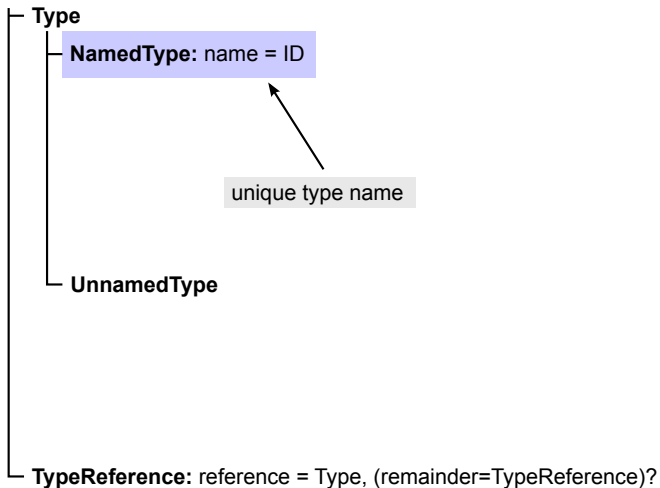 Type
NamedType: name = ID
unique type name
UnnamedType
TypeReference: reference = Type, (remainder=TypeReference)?